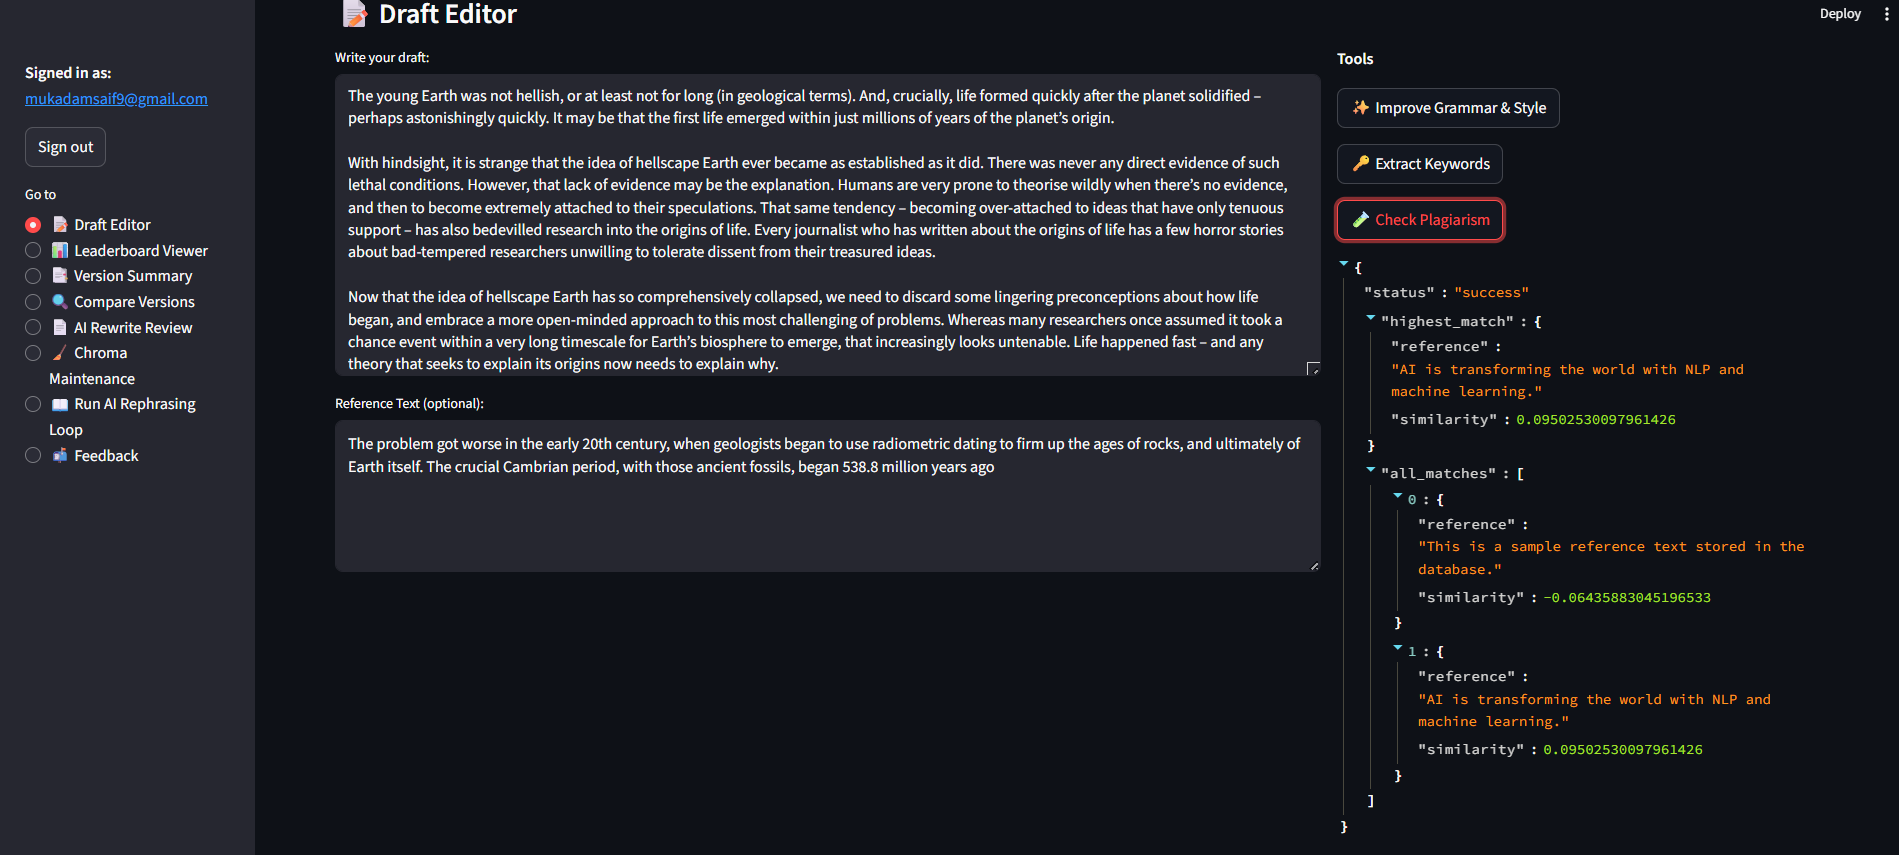 Draft Editor
Deploy
Signed in as:
mukadamsaif9@gmail.com
Sign out
Go to
Draft Editor
Leaderboard Viewer
Version Summary
Compare Versions
AI Rewrite Review
Chroma
Maintenance
Run AI Rephrasing
Loop
Feedback
Write your draft:
The young Earth was not hellish, or at least not for long (in geological terms). And, crucially, life formed quickly after the planet solidified –
perhaps astonishingly quickly. It may be that the first life emerged within just millions of years of the planet’s origin.
With hindsight, it is strange that the idea of hellscape Earth ever became as established as it did. There was never any direct evidence of such
lethal conditions. However, that lack of evidence may be the explanation. Humans are very prone to theorise wildly when there’s no evidence,
and then to become extremely attached to their speculations. That same tendency – becoming over-attached to ideas that have only tenuous
support – has also bedevilled research into the origins of life. Every journalist who has written about the origins of life has a few horror stories
about bad-tempered researchers unwilling to tolerate dissent from their treasured ideas.
Now that the idea of hellscape Earth has so comprehensively collapsed, we need to discard some lingering preconceptions about how life
began, and embrace a more open-minded approach to this most challenging of problems. Whereas many researchers once assumed it took a
chance event within a very long timescale for Earth’s biosphere to emerge, that increasingly looks untenable. Life happened fast – and any
theory that seeks to explain its origins now needs to explain why.
Reference Text (optional):
The problem got worse in the early 20th century, when geologists began to use radiometric dating to firm up the ages of rocks, and ultimately of
Earth itself. The crucial Cambrian period, with those ancient fossils, began 538.8 million years ago
Tools
Improve Grammar & Style
Extract Keywords
Check Plagiarism
{
"status" : "success"
"highest_match" : {
"reference" :
"AI is transforming the world with NLP and
machine learning."
"similarity" : 0.09502530097961426
}
"all_matches" : [
0 : {
"reference" :
"This is a sample reference text stored in the
database."
"similarity" : -0.06435883045196533
}
1 : {
"reference" :
"AI is transforming the world with NLP and
machine learning."
"similarity" : 0.09502530097961426
}
]
}